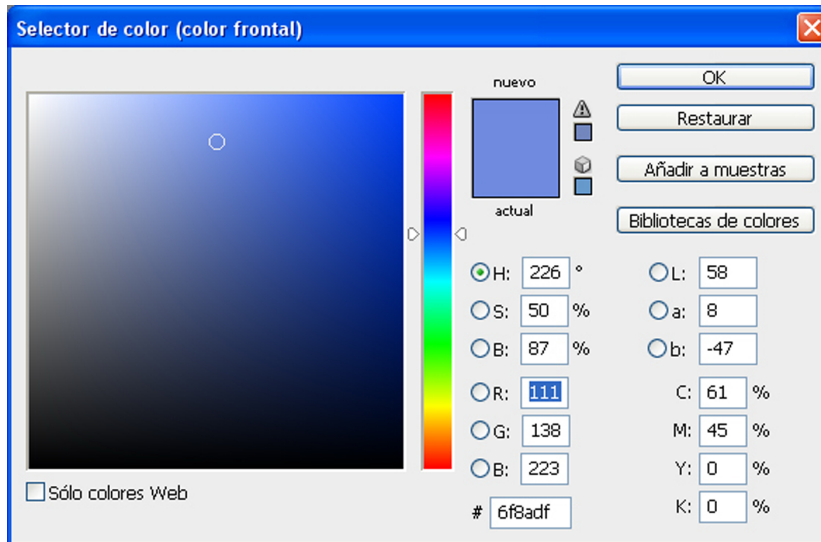 Selector de color (color frontal)
nuevo
actual
OK
Restaurar
Añadir a muestras
Bibliotecas de colores
H: 226 °
S: 50 %
B: 87 %
R: 111
G: 138
B: 223
# 6f8adf
L: 58
a: 8
b: -47
C: 61 %
M: 45 %
Y: 0 %
K: 0 %
Sólo colores Web